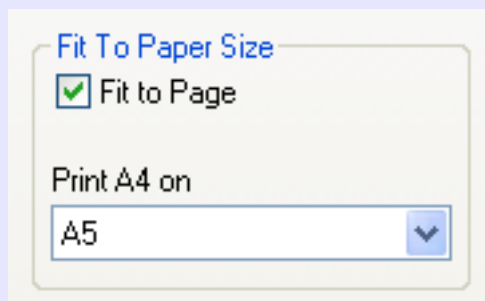 Fit To Paper Size
Fit to Page
Print A4 on
A5